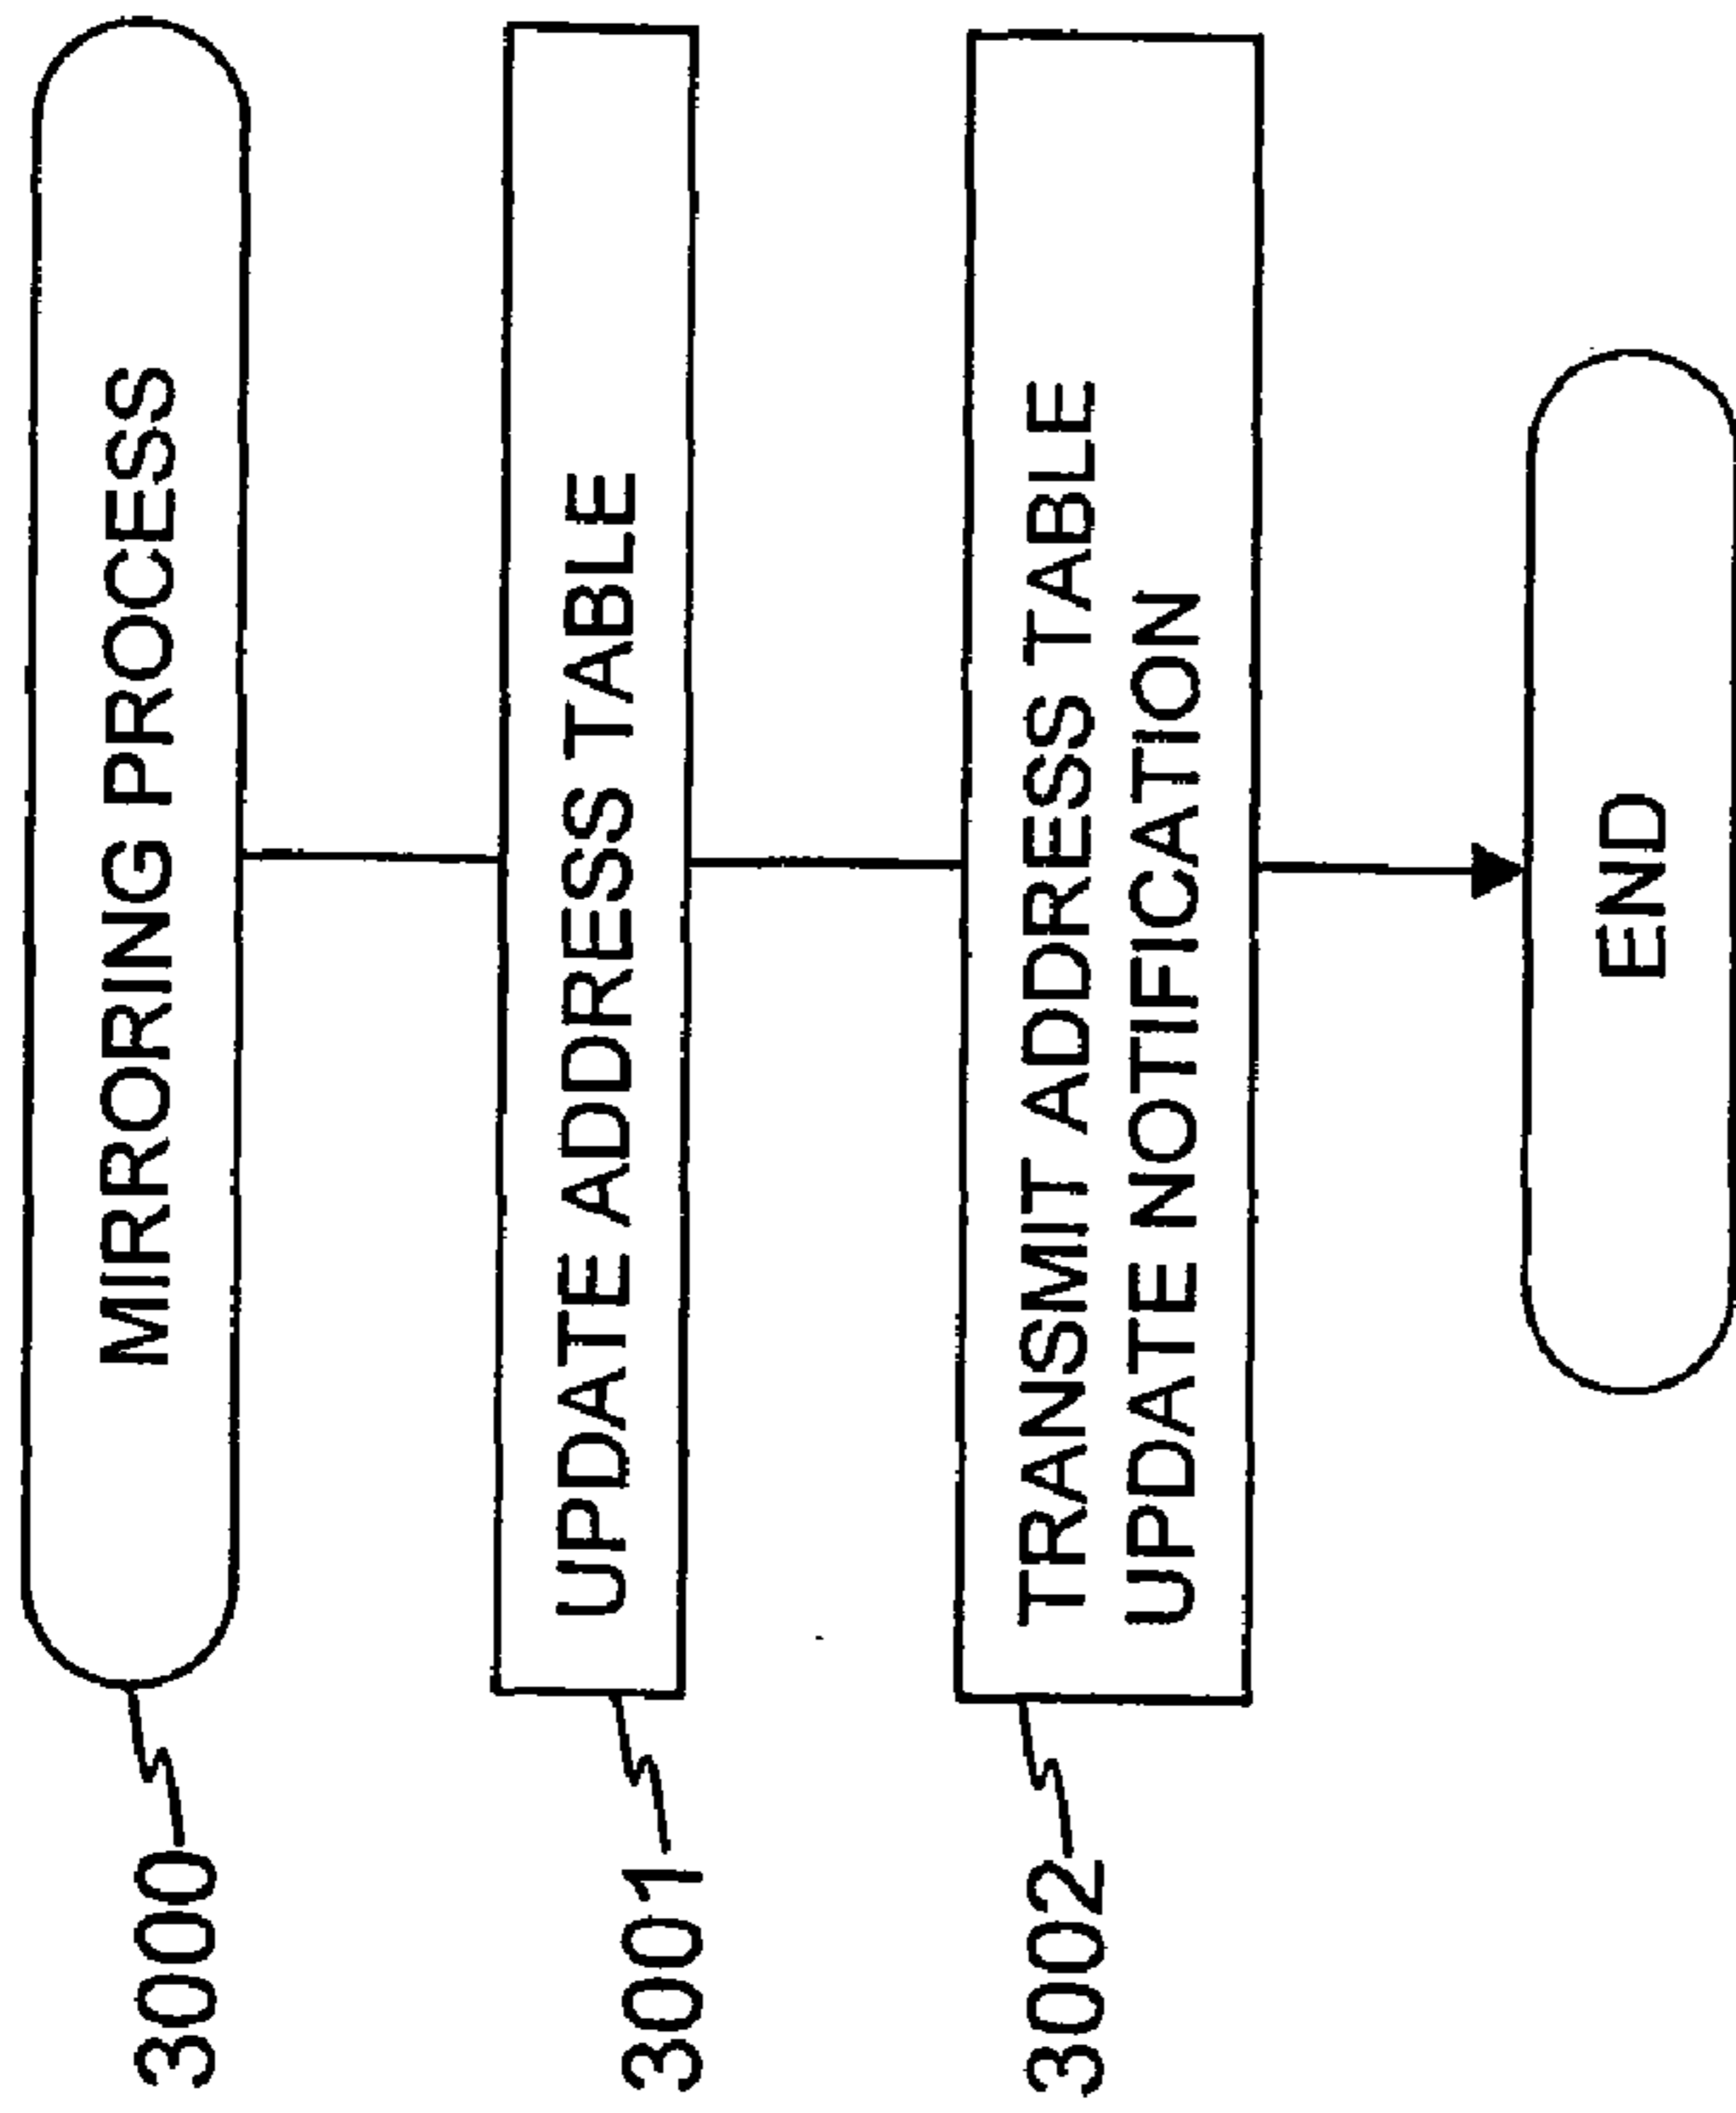 3000
MIRRORING PROCESS
3001
UPDATE ADDRESS TABLE
3002
TRANSMIT ADDRESS TABLE
UPDATE NOTIFICATION
END